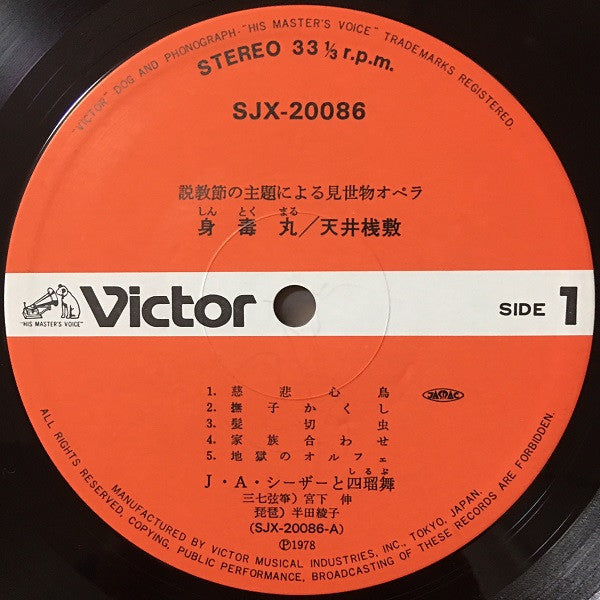 "VICTOR"-DOG AND PHONOGRAPH-"HIS MASTER'S VOICE" TRADEMARKS REGISTERED.
STEREO 33 1/3 r.p.m.
SJX-20086
説教節の主題による見世物オペラ
しん とく まる
身毒丸/天井桟敷
"HIS MASTER'S VOICE"
Victor
SIDE 1
1. 慈悲心鳥
JASRAC
2. 撫子かくし
3. 髪切虫
4. 家族合わせ
5. 地獄のオルフェ
しるぶ
J・A・シーザーと四瑠舞
三七弦箏)宮下 伸
琵琶)半田綾子
(SJX-20086-A)
Ⓟ1978
MANUFACTURED BY VICTOR MUSICAL INDUSTRIES, INC., TOKYO, JAPAN.
ALL RIGHTS RESERVED. COPYING, PUBLIC PERFORMANCE, BROADCASTING OF THESE RECORDS ARE FORBIDDEN.